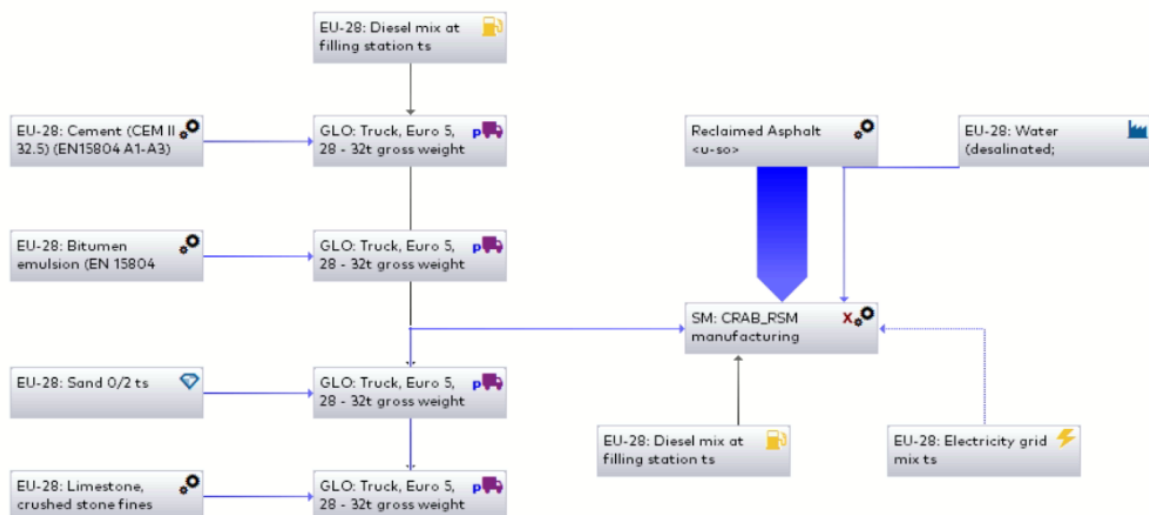 EU-28: Diesel mix at
filling station ts
EU-28: Cement (CEM II
32.5) (EN15804 A1-A3)
GLO: Truck, Euro 5,
28 - 32t gross weight
p
Reclaimed Asphalt
<u-so>
EU-28: Water
(desalinated;
EU-28: Bitumen
emulsion (EN 15804
GLO: Truck, Euro 5,
28 - 32t gross weight
p
SM: CRAB_RSM
manufacturing
X
EU-28: Sand 0/2 ts
GLO: Truck, Euro 5,
28 - 32t gross weight
p
EU-28: Diesel mix at
filling station ts
EU-28: Electricity grid
mix ts
EU-28: Limestone,
crushed stone fines
GLO: Truck, Euro 5,
28 - 32t gross weight
p